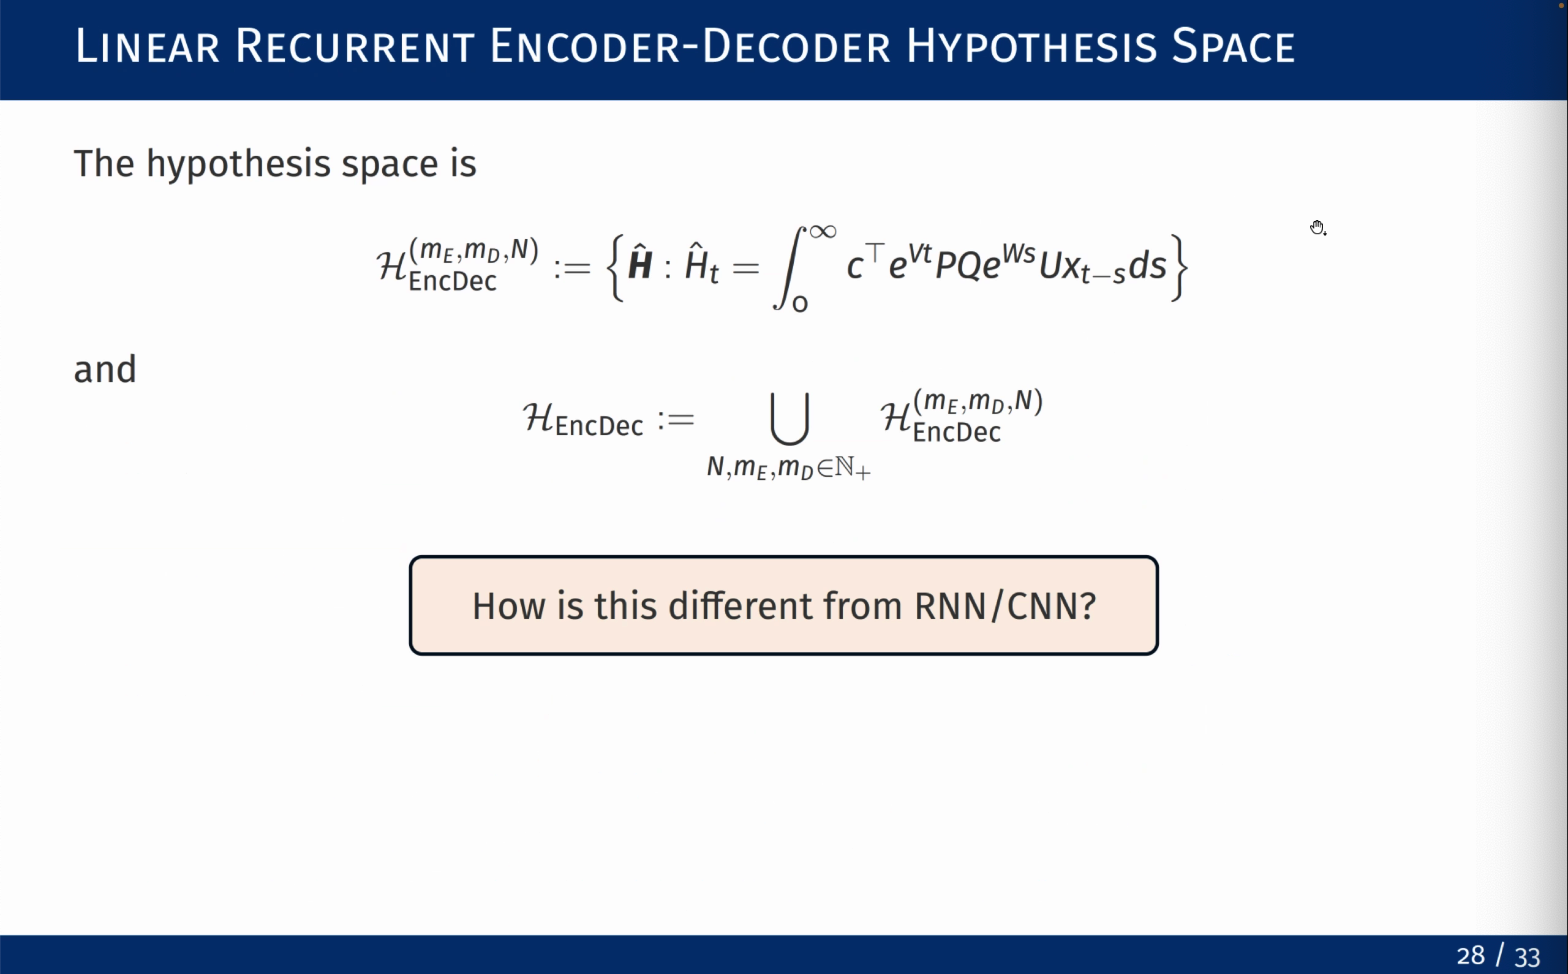 LINEAR RECURRENT ENCODER-DECODER HYPOTHESIS SPACE
The hypothesis space is
$\mathcal{H}_{\text{EncDec}}^{(m_E,m_D,N)} := \left\{ \hat{\boldsymbol{H}} : \hat{H}_t = \int_0^\infty c^\top e^{Vt} P Q e^{Ws} U x_{t-s} ds \right\}$
and
$\mathcal{H}_{\text{EncDec}} := \bigcup_{N,m_E,m_D \in \mathbb{N}_+} \mathcal{H}_{\text{EncDec}}^{(m_E,m_D,N)}$
How is this different from RNN/CNN?
28 / 33